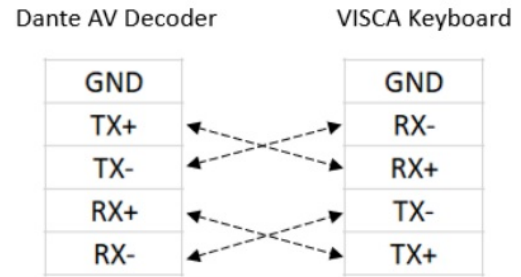 Dante AV Decoder VISCA Keyboard
GND GND
TX+ RX-
TX- RX+
RX+ TX-
RX- TX+